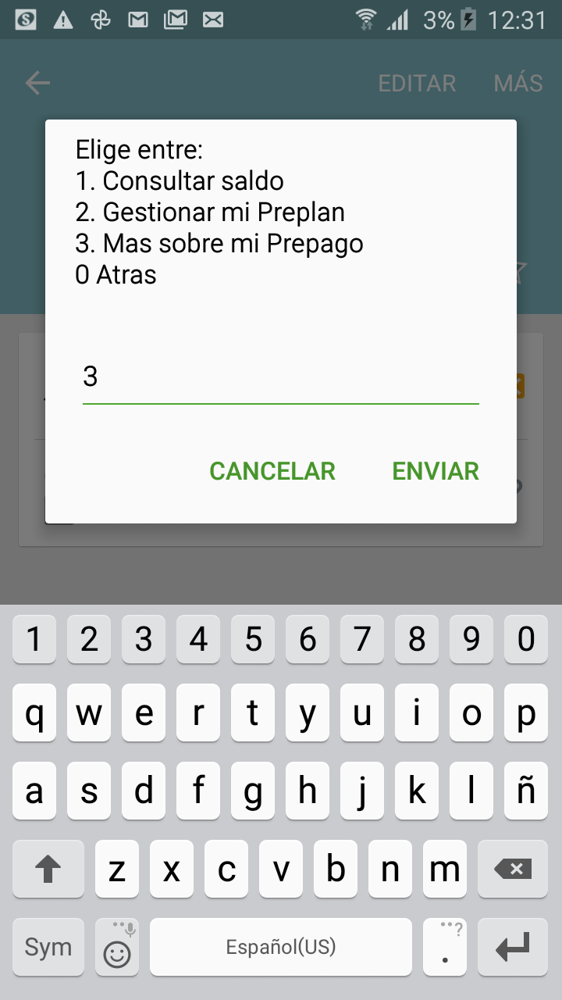 3% 12:31
EDITAR MÁS
Elige entre:
1. Consultar saldo
2. Gestionar mi Preplan
3. Mas sobre mi Prepago
0 Atras
3
CANCELAR ENVIAR
1 2 3 4 5 6 7 8 9 0
q w e r t y u i o p
a s d f g h j k l ñ
z x c v b n m
Sym Español(US) . ?